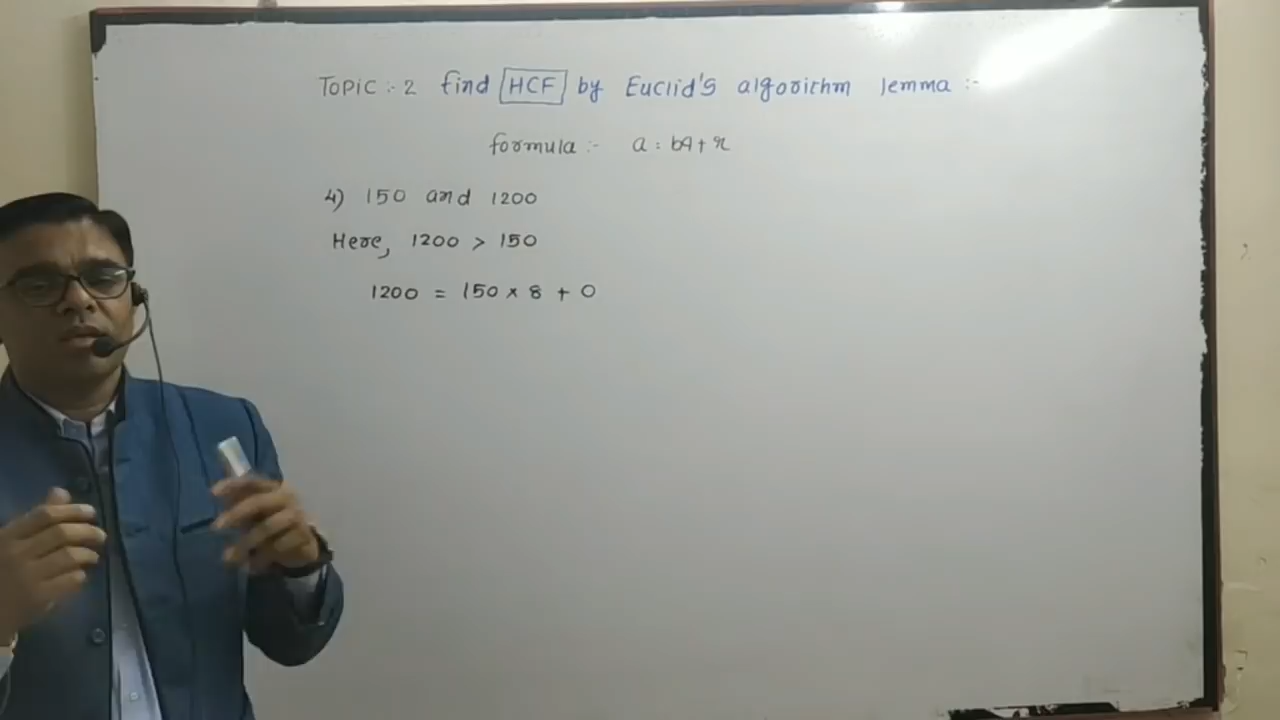 TOPIC :- 2 find HCF by Euclid's algorithm lemma :-
formula :- a = bq + r
4) 150 and 1200
Here, 1200 > 150
1200 = 150 × 8 + 0